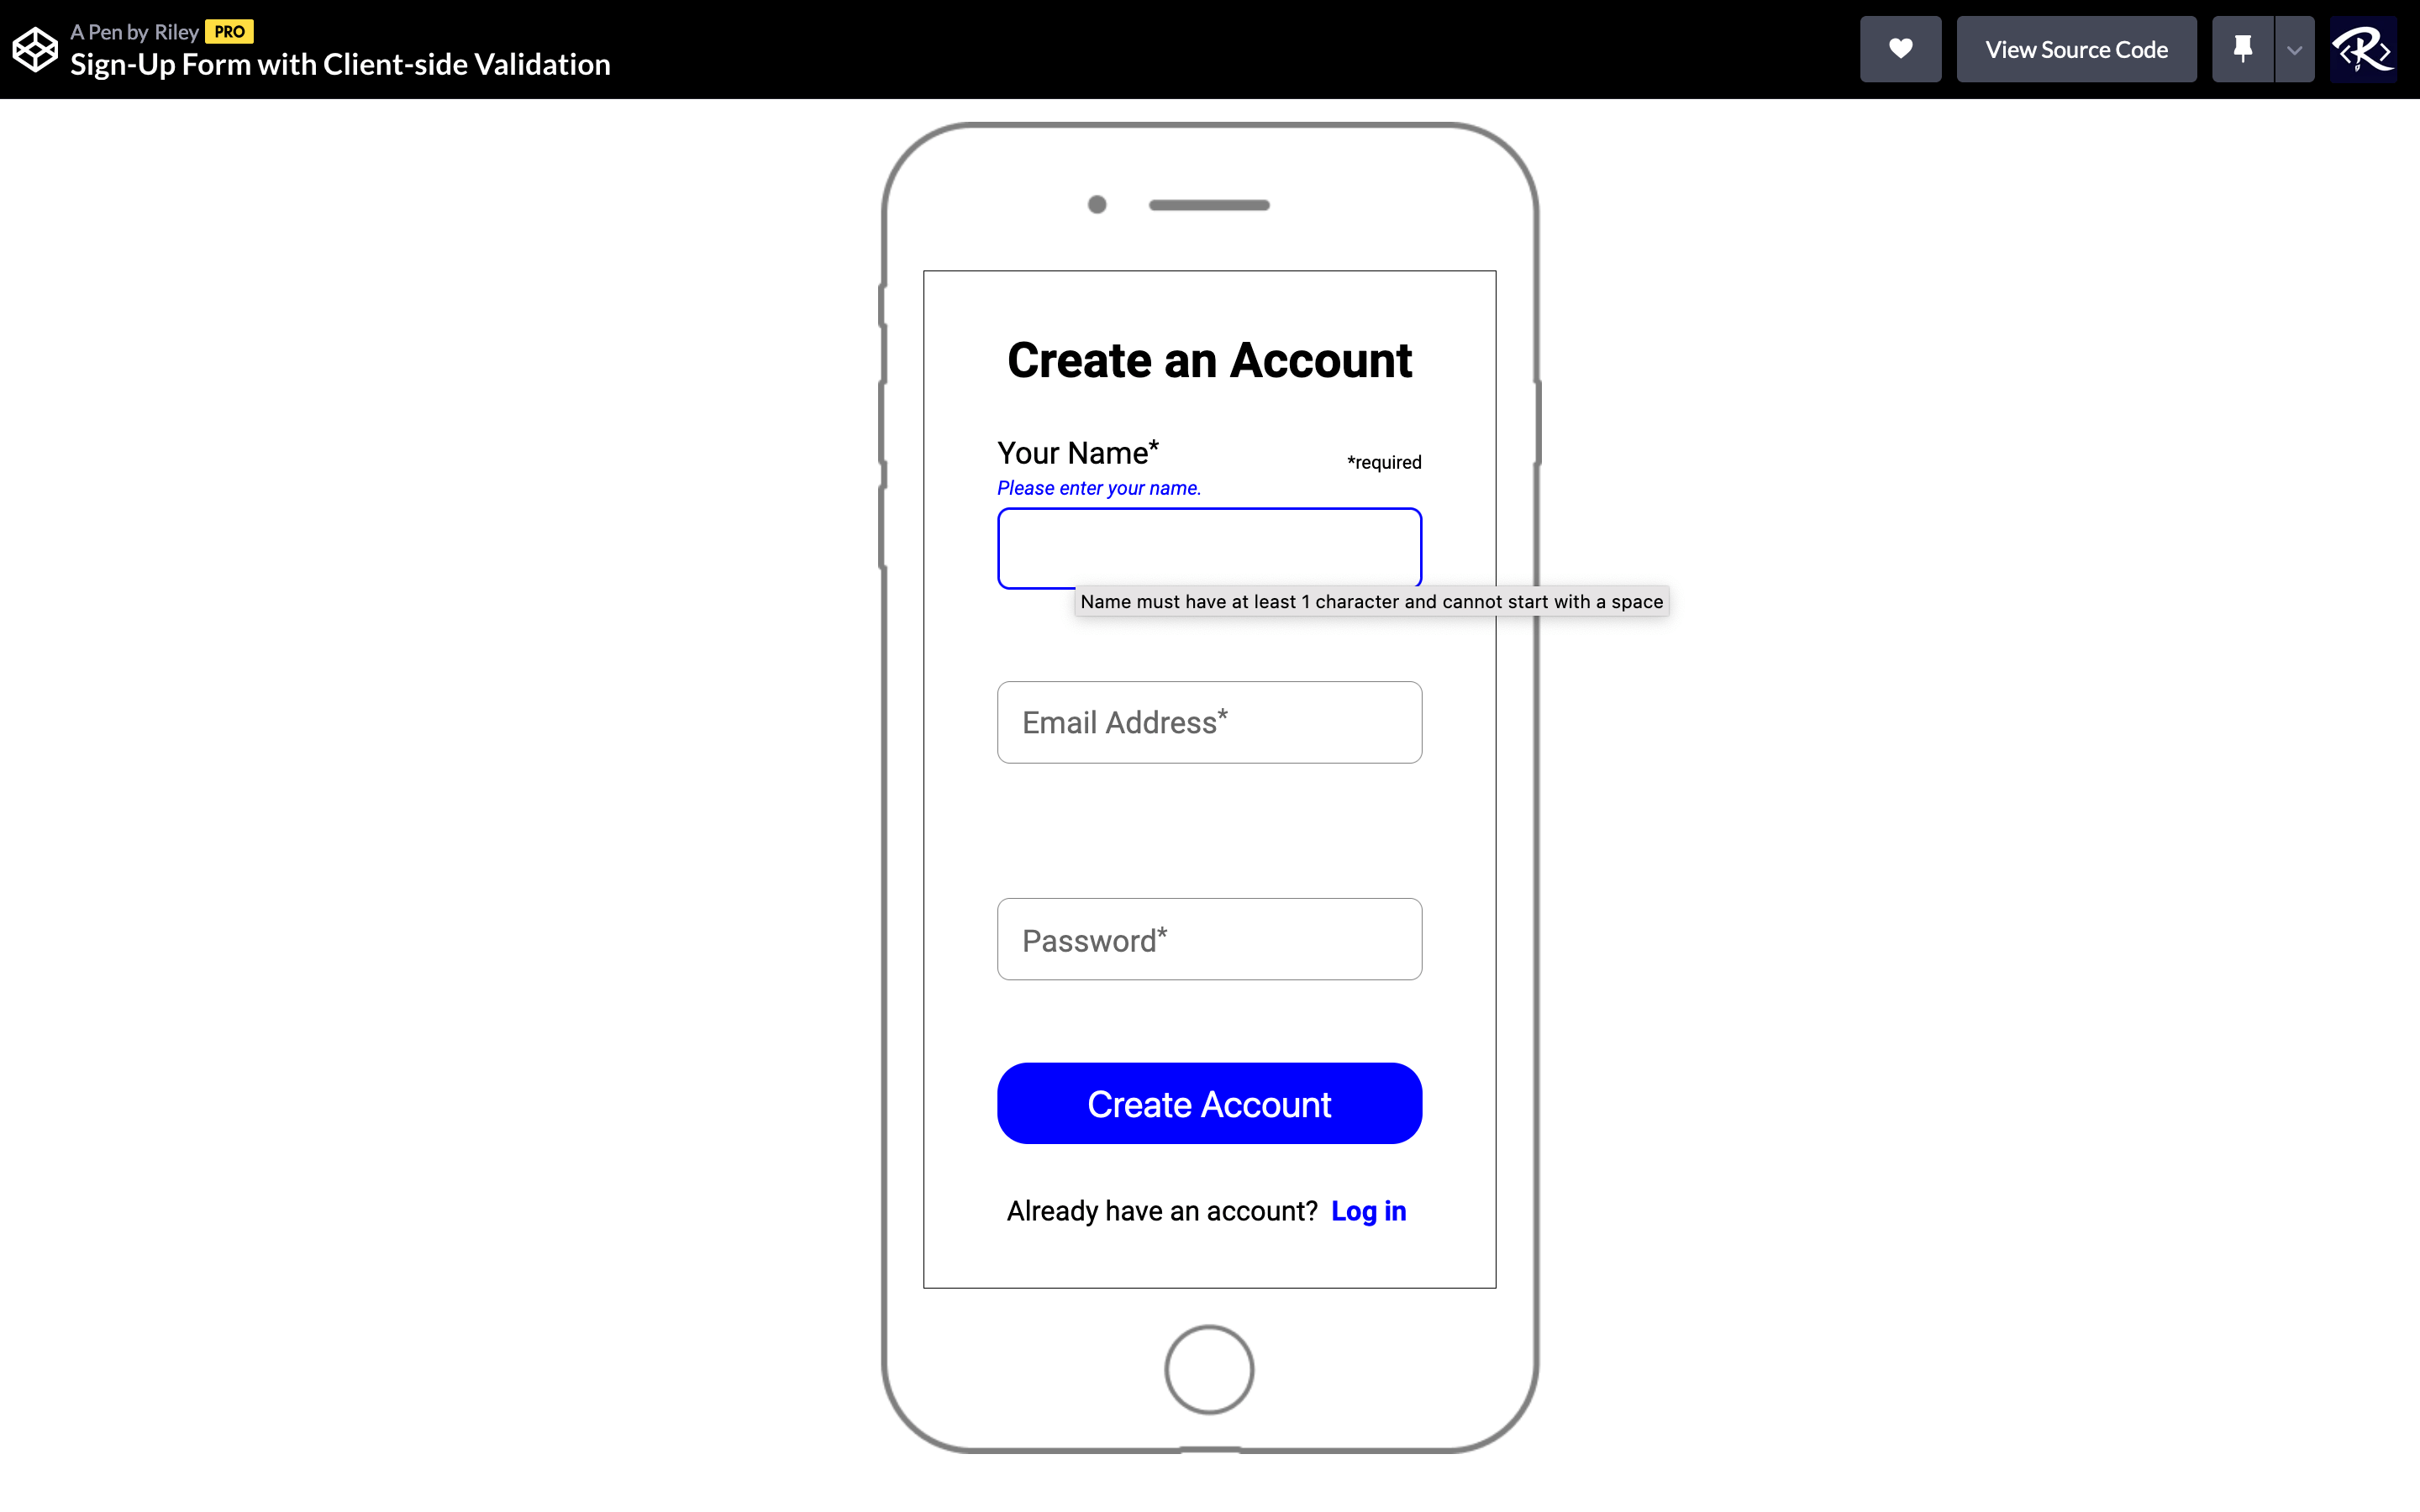 A Pen by Riley PRO
Sign-Up Form with Client-side Validation
View Source Code
Create an Account
Your Name*
*required
Please enter your name.
Name must have at least 1 character and cannot start with a space
Email Address*
Password*
Create Account
Already have an account? Log in